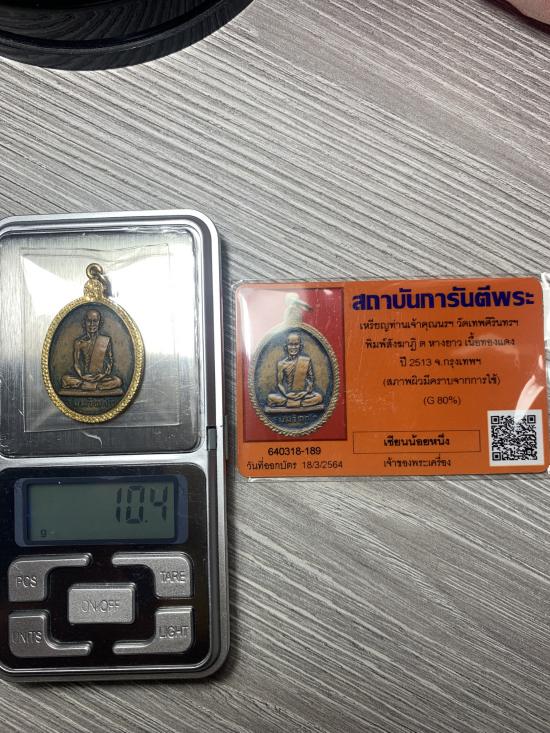 10.4
g
PCS
TARE
ON/OFF
UNITS
LIGHT
สถาบันการันตีพระ
เหรียญท่านเจ้าคุณนรฯ วัดเทพศิรินทรฯ
พิมพ์สังฆาฏิ ต หางยาว เนื้อทองแดง
ปี 2513 จ.กรุงเทพฯ
(สภาพผิวมีคราบจากการใช้)
(G 80%)
640318-189
วันที่ออกบัตร 18/3/2564
เซียนน้อยหนึ่ง
เจ้าของพระเครื่อง